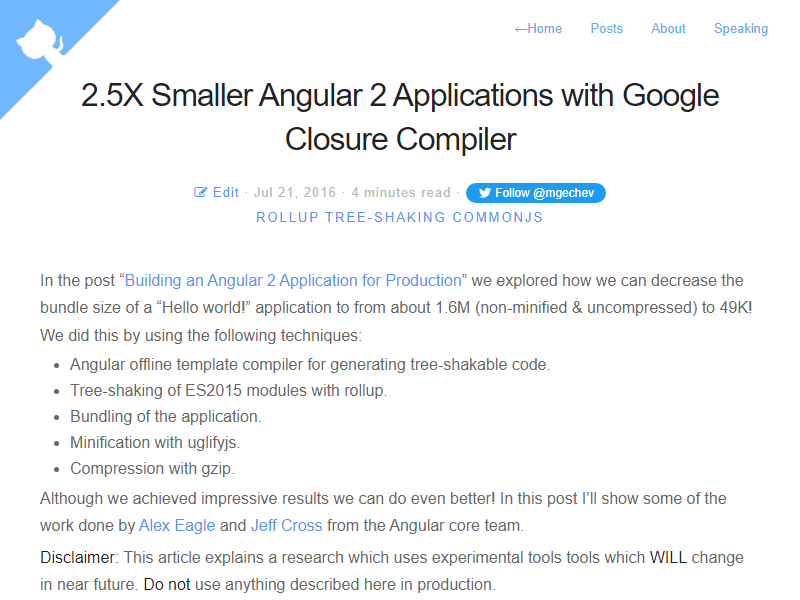 ←Home Posts About Speaking
2.5X Smaller Angular 2 Applications with Google
Closure Compiler
Edit · Jul 21, 2016 · 4 minutes read · Follow @mgechev
ROLLUP TREE-SHAKING COMMONJS
In the post “Building an Angular 2 Application for Production” we explored how we can decrease the
bundle size of a “Hello world!” application to from about 1.6M (non-minified & uncompressed) to 49K!
We did this by using the following techniques:
• Angular offline template compiler for generating tree-shakable code.
• Tree-shaking of ES2015 modules with rollup.
• Bundling of the application.
• Minification with uglifyjs.
• Compression with gzip.
Although we achieved impressive results we can do even better! In this post I’ll show some of the
work done by Alex Eagle and Jeff Cross from the Angular core team.
Disclaimer: This article explains a research which uses experimental tools tools which WILL change
in near future. Do not use anything described here in production.